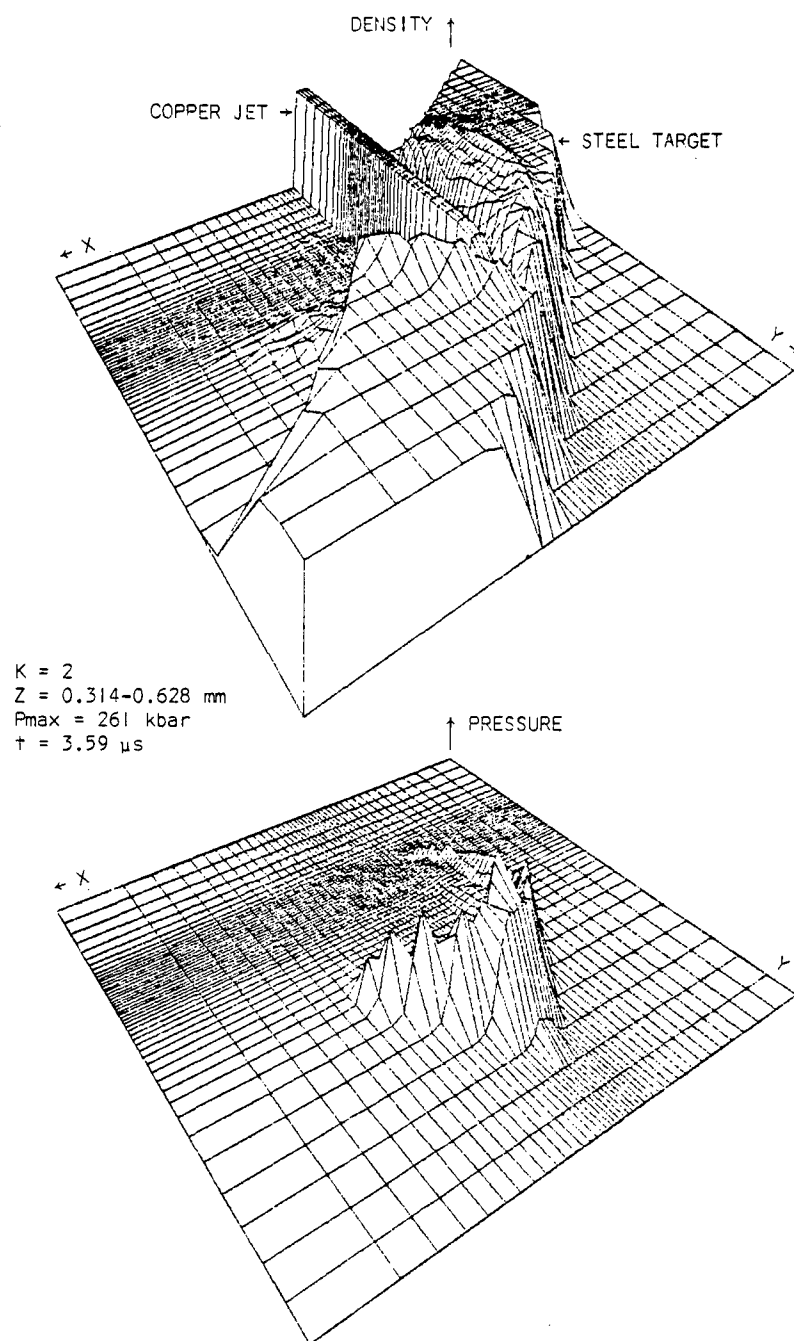 DENSITY ↑
COPPER JET →
← STEEL TARGET
← X
Y →
K = 2
Z = 0.314-0.628 mm
Pmax = 261 kbar
t = 3.59 μs
↑ PRESSURE
← X
Y →